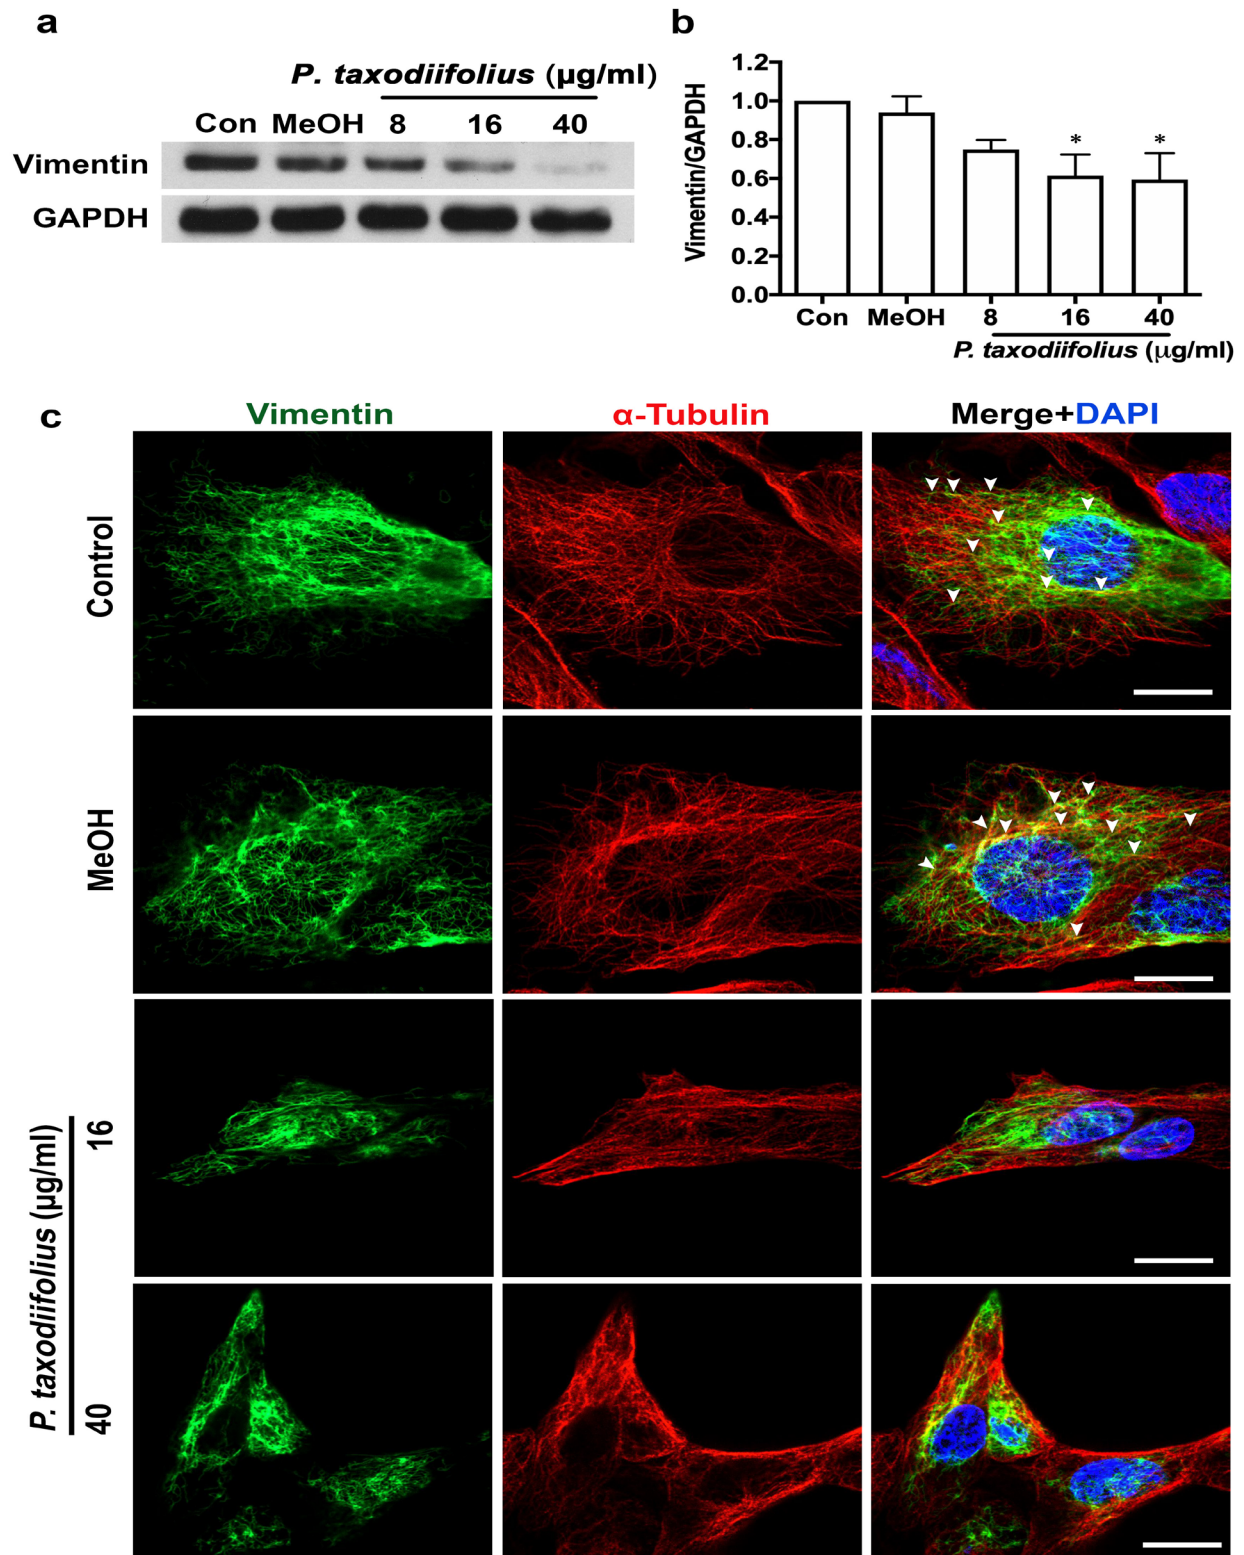 a
P. taxodiifolius (µg/ml)
Con MeOH 8 16 40
Vimentin
GAPDH
b
Vimentin/GAPDH
1.2
1.0
0.8
0.6
0.4
0.2
0.0
* *
Con MeOH 8 16 40
P. taxodiifolius (µg/ml)
c
Vimentin α-Tubulin Merge+DAPI
Control
MeOH
P. taxodiifolius (µg/ml)
16
40